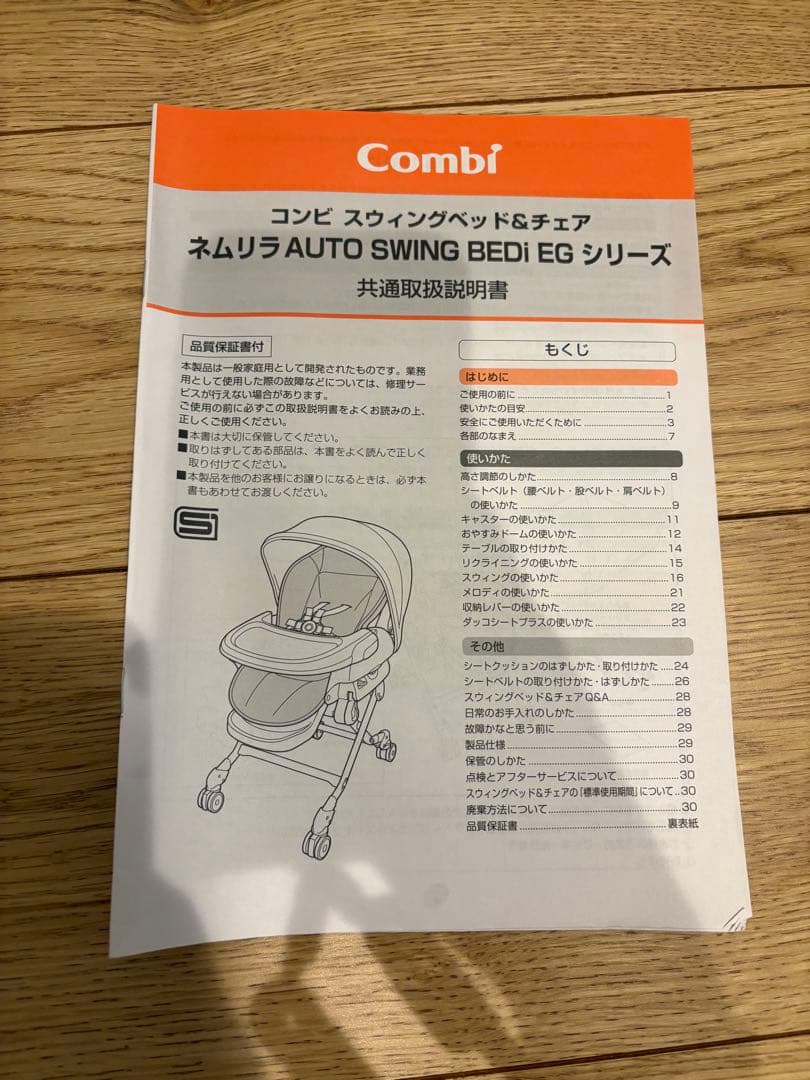 Combi
コンビ スウィングベッド&チェア
ネムリラ AUTO SWING BEDi EG シリーズ
共通取扱説明書
品質保証書付
本製品は一般家庭用として開発されたものです。業務
用として使用した際の故障などについては、修理サー
ビスが行えない場合があります。
ご使用の前に必ずこの取扱説明書をよくお読みの上、
正しくご使用ください。
■本書は大切に保管してください。
■取りはずしてある部品は、本書をよく読んで正しく
取り付けてください。
■本製品を他のお客様にお譲りになるときは、必ず本
書もあわせてお渡しください。
もくじ
はじめに
ご使用の前に 1
使いかたの目安 2
安全にご使用いただくために 3
各部のなまえ 7
使いかた
高さ調節のしかた 8
シートベルト（腰ベルト・股ベルト・肩ベルト）
の使いかた 9
キャスターの使いかた 11
おやすみドームの使いかた 12
テーブルの取り付けかた 14
リクライニングの使いかた 15
スウィングの使いかた 16
メロディの使いかた 21
収納レバーの使いかた 22
ダッコシートプラスの使いかた 23
その他
シートクッションのはずしかた・取り付けかた 24
シートベルトの取り付けかた・はずしかた 26
スウィングベッド&チェア Q&A 28
日常のお手入れのしかた 28
故障かなと思う前に 29
製品仕様 29
保管のしかた 30
点検とアフターサービスについて 30
スウィングベッド&チェアの「標準使用期間」について 30
廃棄方法について 30
品質保証書 裏表紙